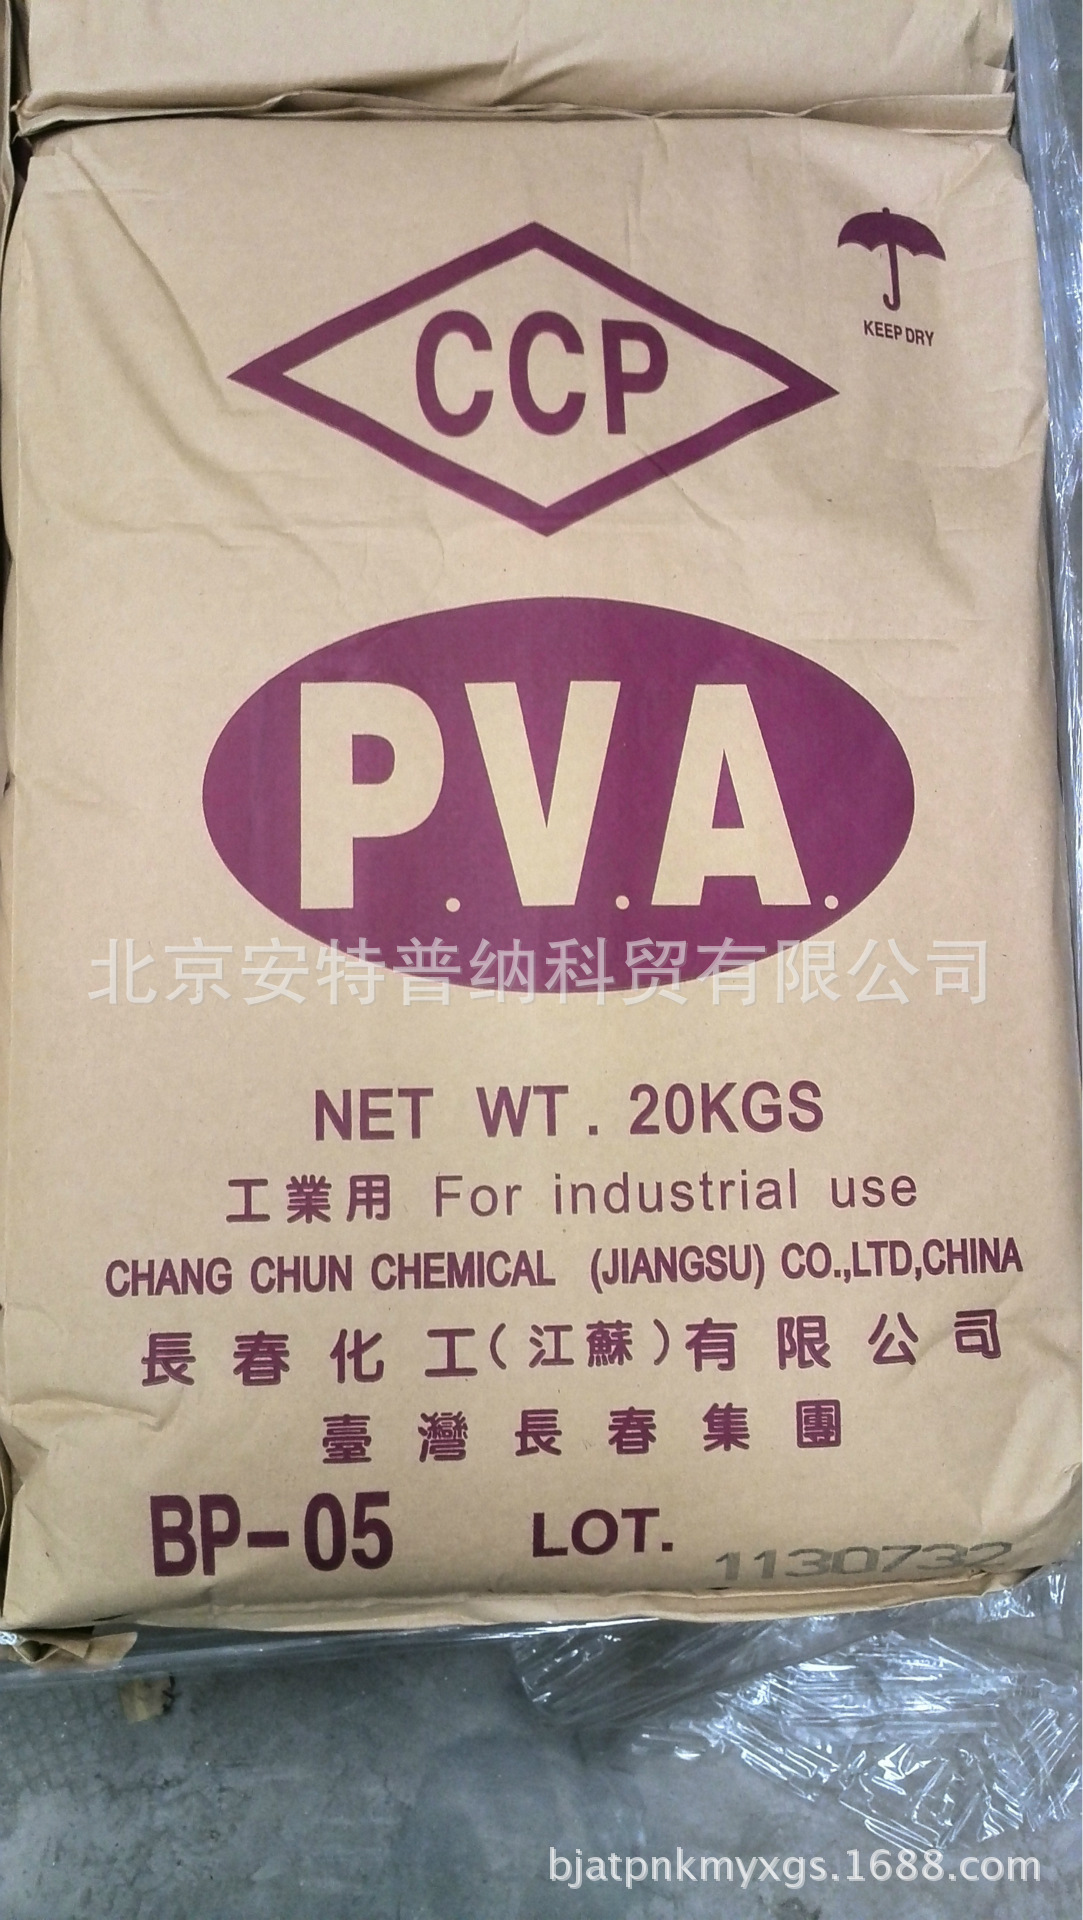 CCP
KEEP DRY
P.V.A.
北京安特普纳科贸有限公司
NET WT. 20KGS
工業用 For industrial use
CHANG CHUN CHEMICAL (JIANGSU) CO.,LTD,CHINA
長春化工(江蘇)有限公司
臺灣長春集團
BP-05 LOT. 1130732
bjatpnkmyxgs.1688.com